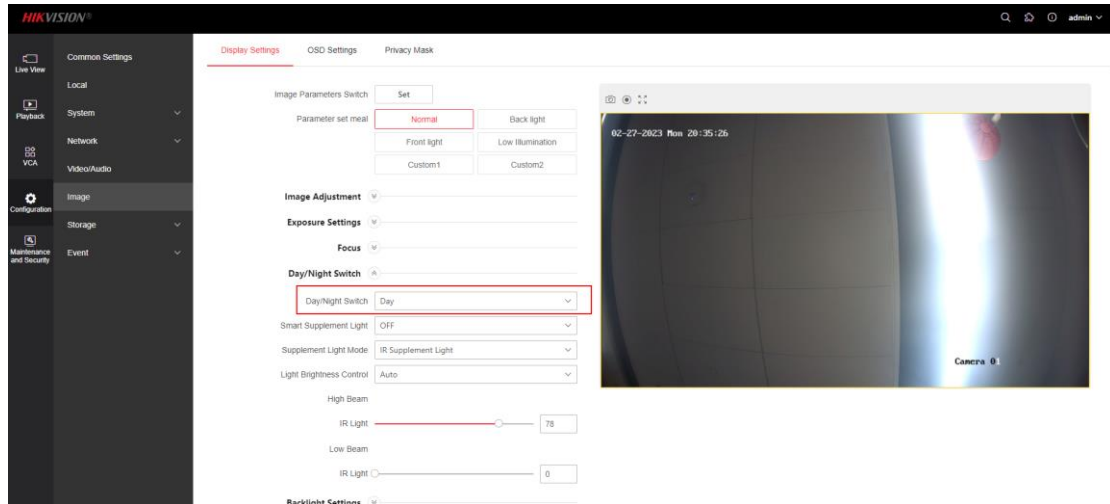 HIKVISION®
admin
Live View
Playback
VCA
Configuration
Maintenance
and Security
Common Settings
Local
System
Network
Video/Audio
Image
Storage
Event
Display Settings OSD Settings Privacy Mask
Image Parameters Switch Set
Parameter set meal Normal Back light
Front light Low Illumination
Custom1 Custom2
Image Adjustment
Exposure Settings
Focus
Day/Night Switch
Day/Night Switch Day
Smart Supplement Light OFF
Supplement Light Mode IR Supplement Light
Light Brightness Control Auto
High Beam
IR Light 78
Low Beam
IR Light 0
Backlight Settings
02-27-2023 Mon 20:35:26
Camera 01